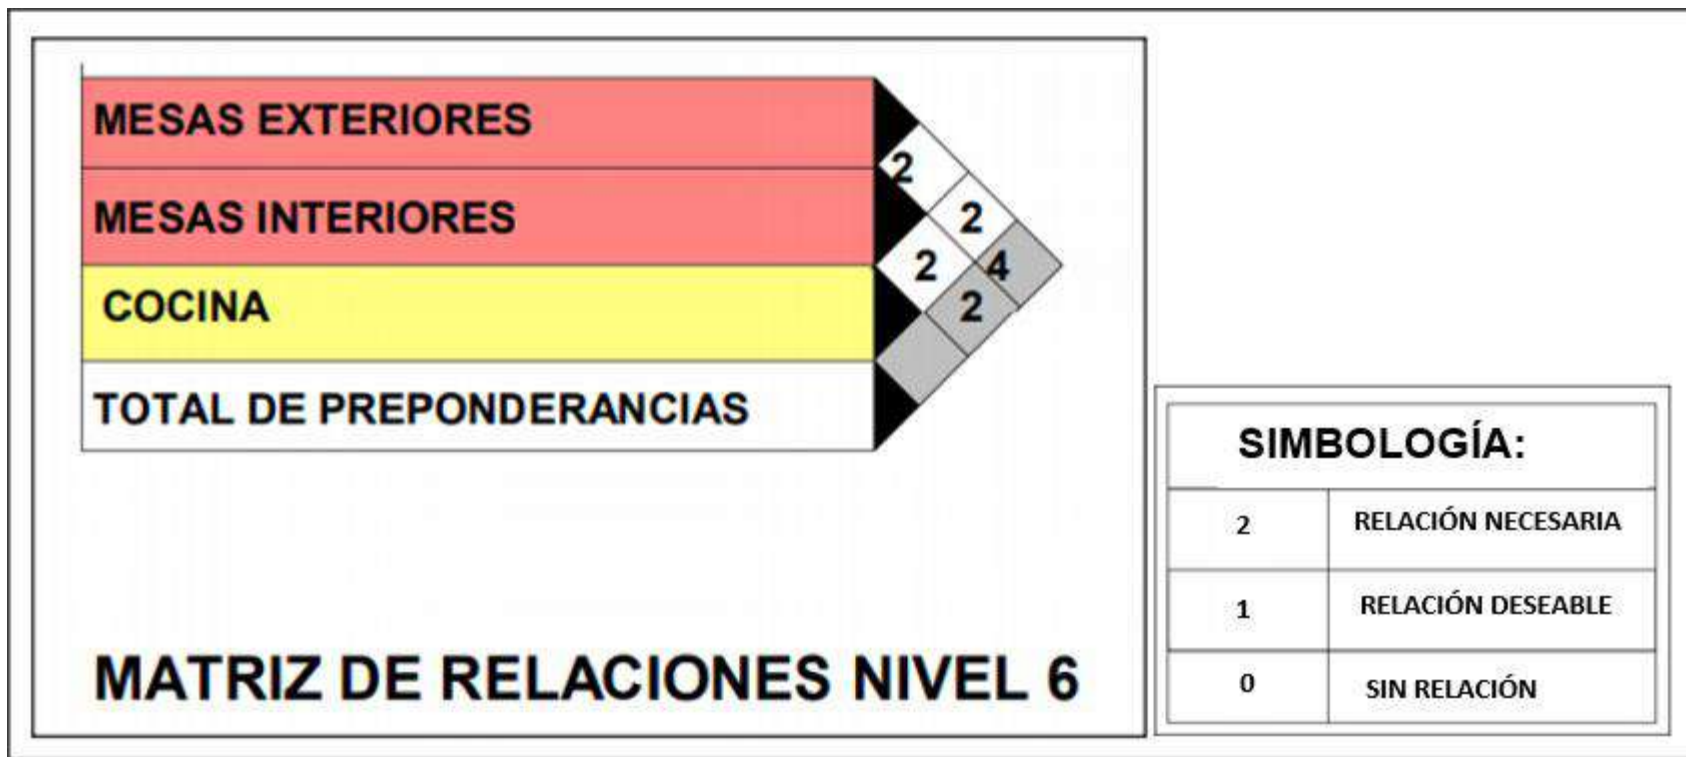 MESAS EXTERIORES
2
MESAS INTERIORES
2
2
4
COCINA
2
TOTAL DE PREPONDERANCIAS
MATRIZ DE RELACIONES NIVEL 6
SIMBOLOGÍA:
2 RELACIÓN NECESARIA
1 RELACIÓN DESEABLE
0 SIN RELACIÓN